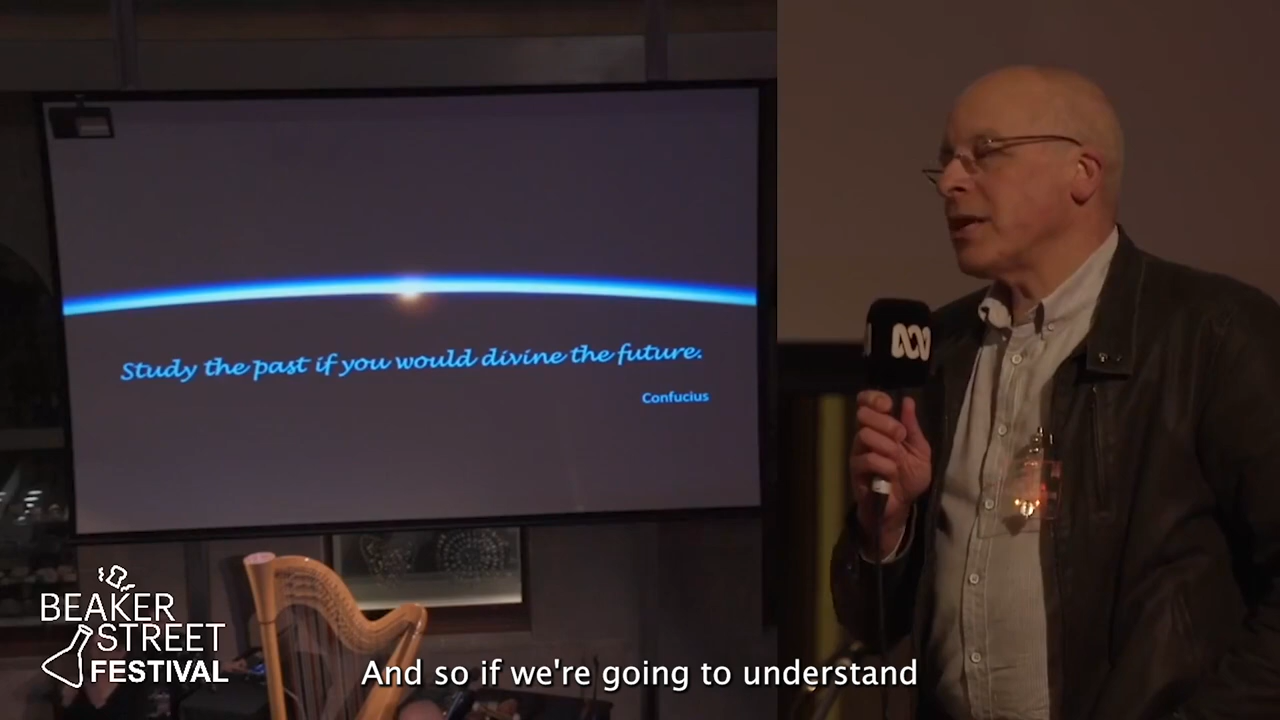 Study the past if you would divine the future.
Confucius
BEAKER
STREET
FESTIVAL
And so if we're going to understand